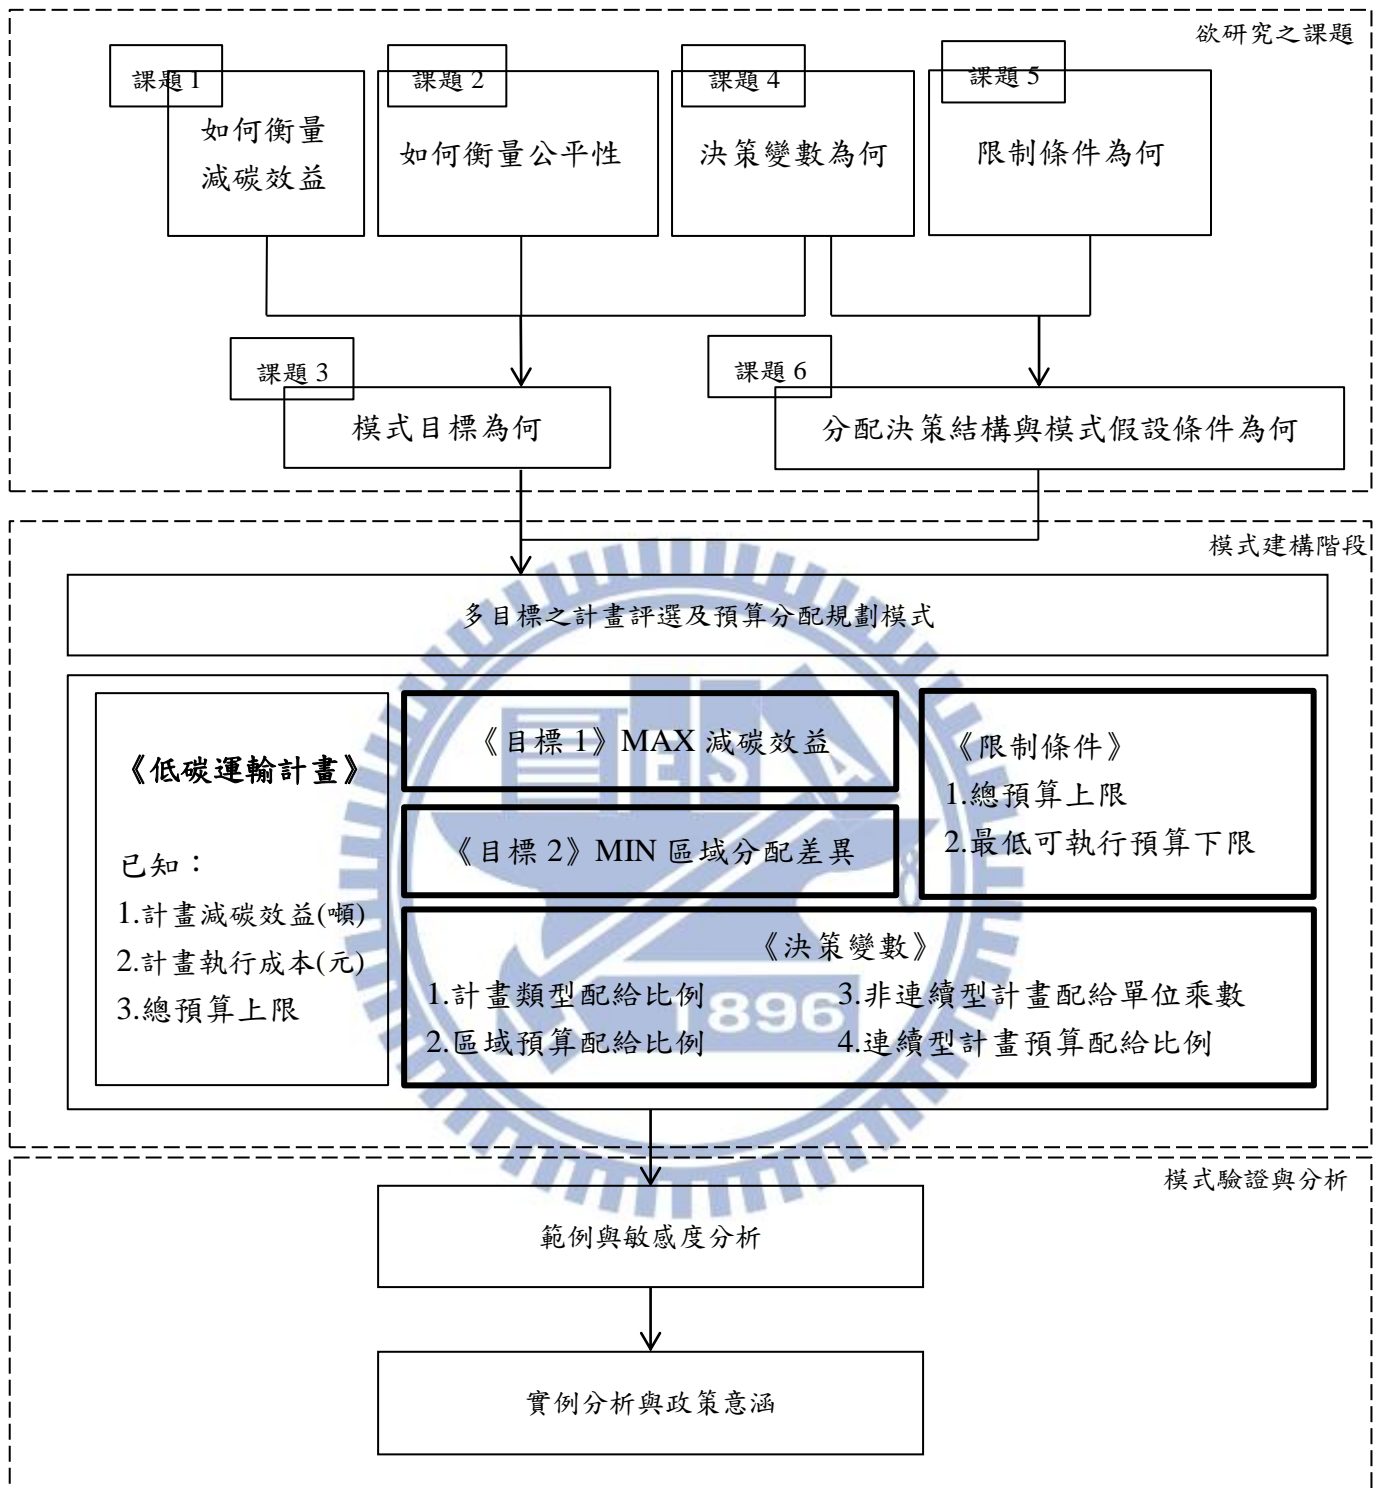 欲研究之課題
課題 1
課題 2
課題 4
課題 5
如何衡量
減碳效益
如何衡量公平性
決策變數為何
限制條件為何
課題 3
課題 6
模式目標為何
分配決策結構與模式假設條件為何
模式建構階段
多目標之計畫評選及預算分配規劃模式
《低碳運輸計畫》
已知：
1.計畫減碳效益(噸)
2.計畫執行成本(元)
3.總預算上限
《目標 1》MAX 減碳效益
《目標 2》MIN 區域分配差異
《限制條件》
1.總預算上限
2.最低可執行預算下限
《決策變數》
1.計畫類型配給比例
3.非連續型計畫配給單位乘數
2.區域預算配給比例
4.連續型計畫預算配給比例
E S A
1896
模式驗證與分析
範例與敏感度分析
實例分析與政策意涵